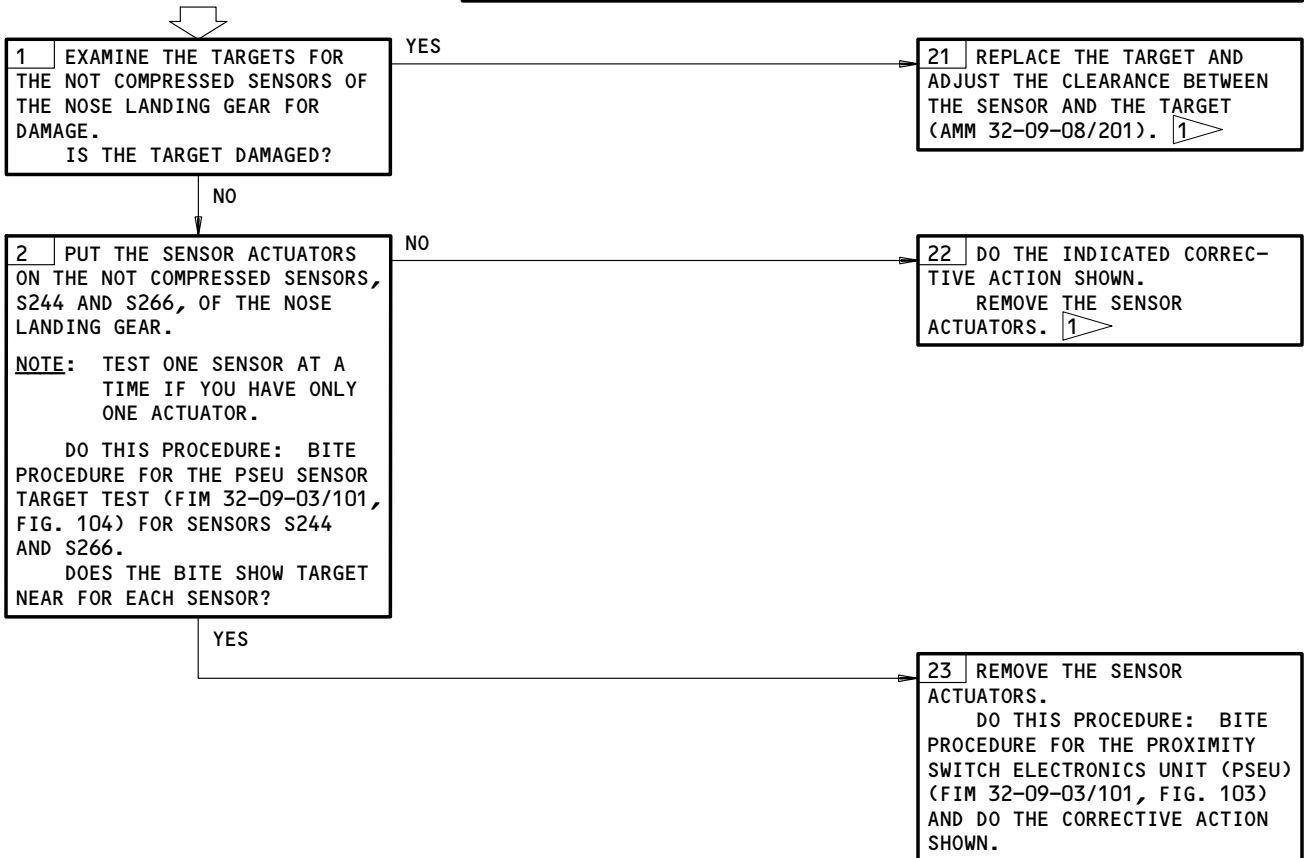 1 EXAMINE THE TARGETS FOR
THE NOT COMPRESSED SENSORS OF
THE NOSE LANDING GEAR FOR
DAMAGE.
IS THE TARGET DAMAGED?
YES
21 REPLACE THE TARGET AND
ADJUST THE CLEARANCE BETWEEN
THE SENSOR AND THE TARGET
(AMM 32-09-08/201). 1
NO
2 PUT THE SENSOR ACTUATORS
ON THE NOT COMPRESSED SENSORS,
S244 AND S266, OF THE NOSE
LANDING GEAR.
NOTE: TEST ONE SENSOR AT A
TIME IF YOU HAVE ONLY
ONE ACTUATOR.
DO THIS PROCEDURE: BITE
PROCEDURE FOR THE PSEU SENSOR
TARGET TEST (FIM 32-09-03/101,
FIG. 104) FOR SENSORS S244
AND S266.
DOES THE BITE SHOW TARGET
NEAR FOR EACH SENSOR?
NO
22 DO THE INDICATED CORREC-
TIVE ACTION SHOWN.
REMOVE THE SENSOR
ACTUATORS. 1
YES
23 REMOVE THE SENSOR
ACTUATORS.
DO THIS PROCEDURE: BITE
PROCEDURE FOR THE PROXIMITY
SWITCH ELECTRONICS UNIT (PSEU)
(FIM 32-09-03/101, FIG. 103)
AND DO THE CORRECTIVE ACTION
SHOWN.